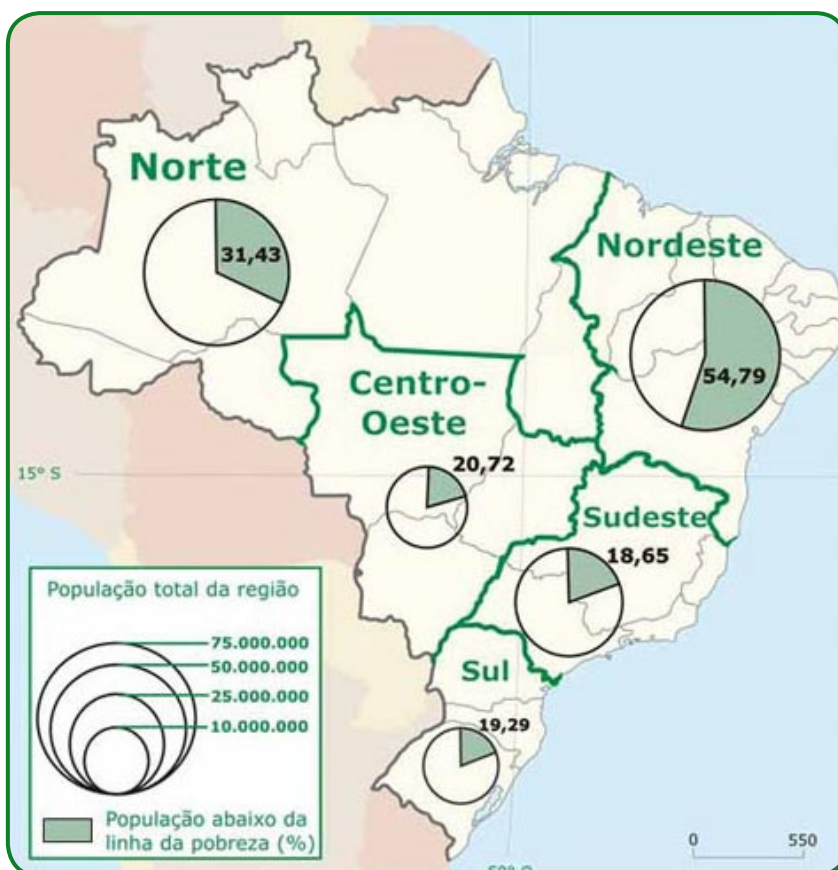 Norte
31,43
Nordeste
54,79
Centro-
Oeste
20,72
15° S
Sudeste
18,65
Sul
19,29
População total da região
75.000.000
50.000.000
25.000.000
10.000.000
População abaixo da
linha da pobreza (%)
0 550